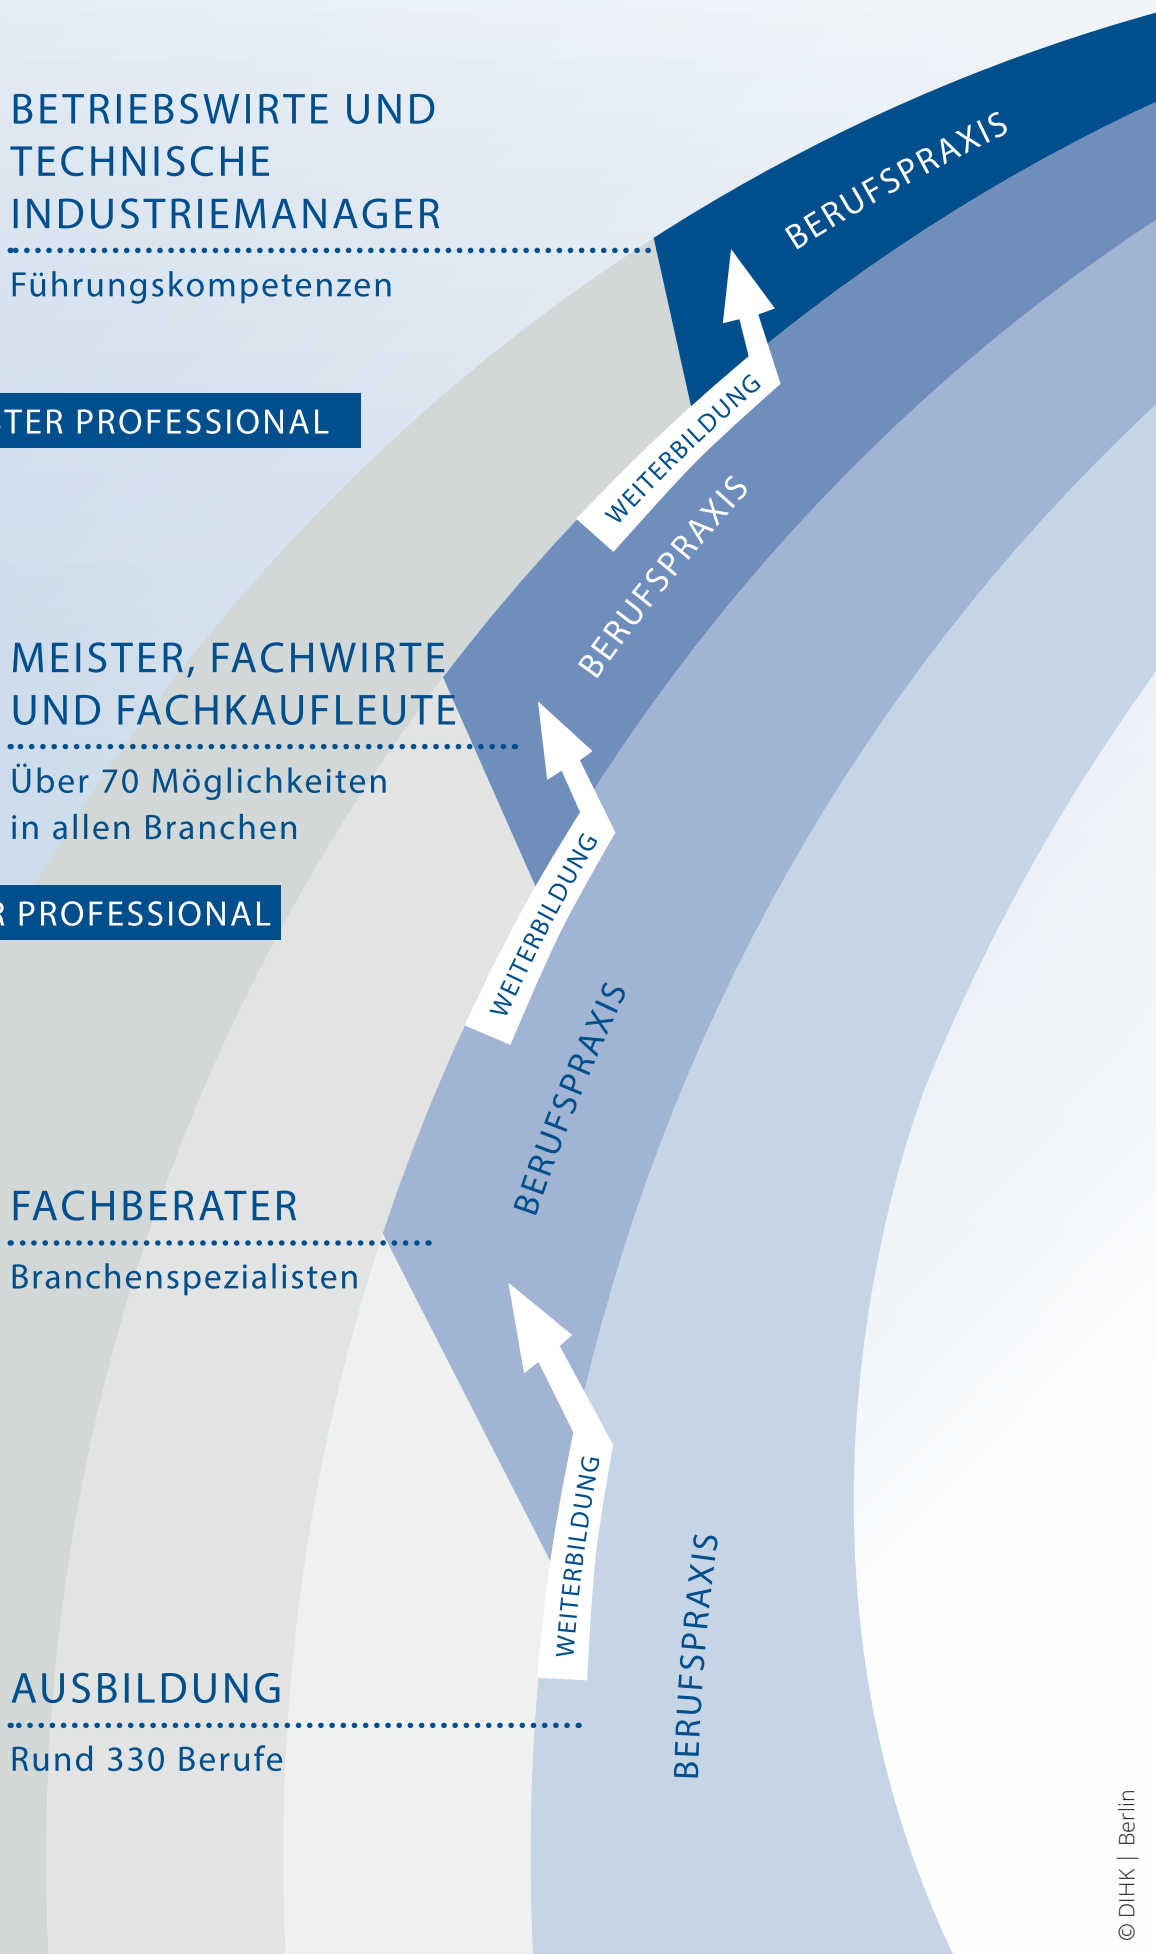 BETRIEBSWIRTE UND
TECHNISCHE
INDUSTRIEMANAGER
Führungskompetenzen
BERUFSPRAXIS
WEITERBILDUNG
STER PROFESSIONAL
BERUFSPRAXIS
MEISTER, FACHWIRTE
UND FACHKAUFLEUTE
Über 70 Möglichkeiten
in allen Branchen
WEITERBILDUNG
R PROFESSIONAL
BERUFSPRAXIS
FACHBERATER
Branchenspezialisten
WEITERBILDUNG
BERUFSPRAXIS
AUSBILDUNG
Rund 330 Berufe
© DIHK | Berlin